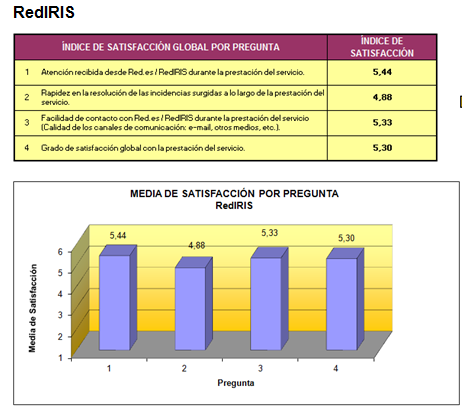 RedIRIS
ÍNDICE DE SATISFACCIÓN GLOBAL POR PREGUNTA
ÍNDICE DE
SATISFACCIÓN
1 Atención recibida desde Red.es / RedIRIS durante la prestación del servicio. 5,44
2 Rapidez en la resolución de las incidencias surgidas a lo largo de la prestación del
servicio. 4,88
3 Facilidad de contacto con Red.es / RedIRIS durante la prestación del servicio
(Calidad de los canales de comunicación: e-mail, otros medios, etc.). 5,33
4 Grado de satisfacción global con la prestación del servicio. 5,30
MEDIA DE SATISFACCIÓN POR PREGUNTA
RedIRIS
5,44 4,88 5,33 5,30
Media de Satisfacción
6
5
4
3
2
1
1 2 3 4
Pregunta